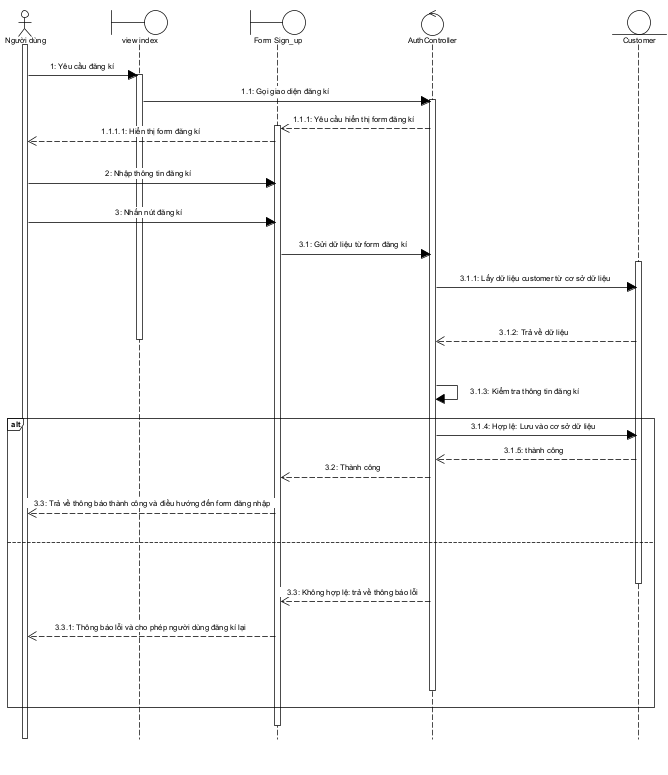 Người dùng
view index
Form Sign_up
AuthController
Customer
1: Yêu cầu đăng kí
1.1: Gọi giao diện đăng kí
1.1.1: Yêu cầu hiển thị form đăng kí
1.1.1.1: Hiển thị form đăng kí
2: Nhập thông tin đăng kí
3: Nhấn nút đăng kí
3.1: Gửi dữ liệu từ form đăng kí
3.1.1: Lấy dữ liệu customer từ cơ sở dữ liệu
3.1.2: Trả về dữ liệu
3.1.3: Kiểm tra thông tin đăng kí
alt
3.1.4: Hợp lệ: Lưu vào cơ sở dữ liệu
3.1.5: thành công
3.2: Thành công
3.3: Trả về thông báo thành công và điều hướng đến form đăng nhập
3.3: Không hợp lệ: trả về thông báo lỗi
3.3.1: Thông báo lỗi và cho phép người dùng đăng kí lại